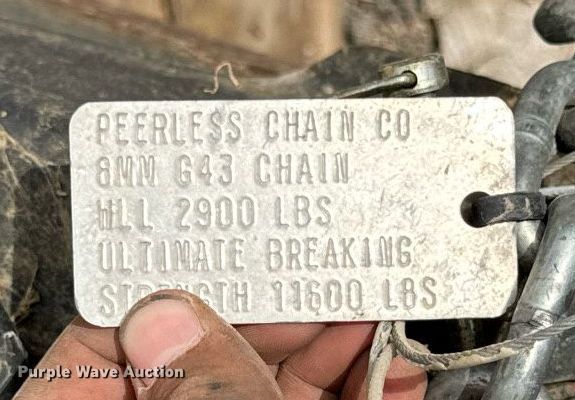 PEERLESS CHAIN CO
8MM G43 CHAIN
WLL 2900 LBS
ULTIMATE BREAKING
STRENGTH 11600 LBS
Purple Wave Auction